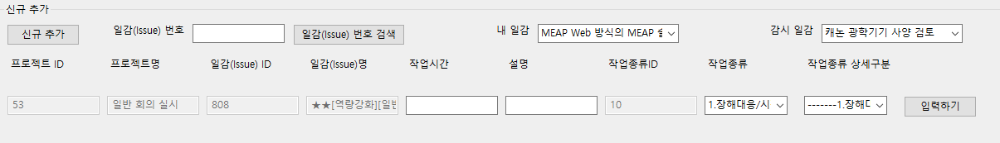 신규 추가
신규 추가 일감(Issue) 번호 일감(Issue) 번호 검색 내 일감 MEAP Web 방식의 MEAP 감시 일감 캐논 광학기기 사양 검토
프로젝트 ID 프로젝트명 일감(Issue) ID 일감(Issue)명 작업시간 설명 작업종류ID 작업종류 작업종류 상세구분
53 일반 회의 실시 808 ★★[역량강화][일반 10 1.장해대응/시 -------1.장해대 입력하기